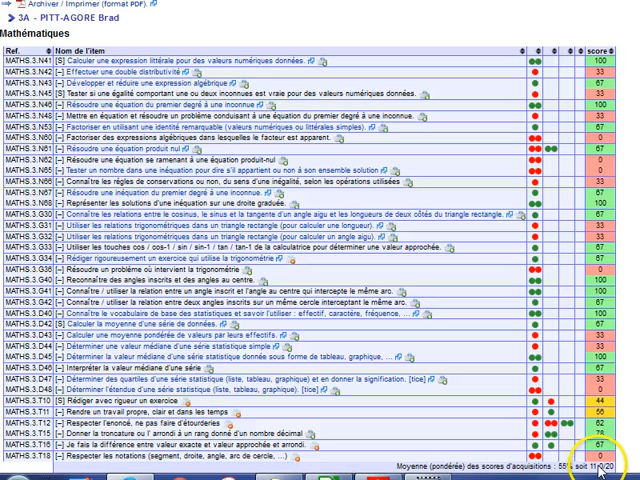 Archiver / Imprimer (format PDF).
3A - PITT-AGORE Brad
Mathématiques
Ref. Nom de l'item score
MATHS.3.N41 [S] Calculer une expression littérale pour des valeurs numériques données. 100
MATHS.3.N42 [–] Effectuer une double distributivité 33
MATHS.3.N43 [–] Développer et réduire une expression algébrique 67
MATHS.3.N45 [S] Tester si une égalité comportant une ou deux inconnues est vraie pour des valeurs numériques données. 33
MATHS.3.N46 [–] Résoudre une équation du premier degré à une inconnue 100
MATHS.3.N48 [–] Mettre en équation et résoudre un problème conduisant à une équation du premier degré à une inconnue. 33
MATHS.3.N53 [–] Factoriser en utilisant une identité remarquable (valeurs numériques ou littérales simples). 67
MATHS.3.N60 [–] Factoriser des expressions algébriques dans lesquelles le facteur est apparent. 0
MATHS.3.N61 [–] Résoudre une équation produit nul 67
MATHS.3.N62 [–] Résoudre une équation se ramenant à une équation produit-nul 0
MATHS.3.N65 [–] Tester un nombre dans une inéquation pour dire s'il appartient ou non à son ensemble solution 0
MATHS.3.N66 [–] Connaître les règles de conservations ou non, du sens d'une inégalité, selon les opérations utilisées 33
MATHS.3.N67 [–] Résoudre une inéquation du premier degré à une inconnue. 67
MATHS.3.N68 [–] Représenter les solutions d'une inéquation sur une droite graduée. 100
MATHS.3.G30 [–] Connaître les relations entre le cosinus, le sinus et la tangente d'un angle aigu et les longueurs de deux côtés du triangle rectangle. 67
MATHS.3.G31 [–] Utiliser les relations trigonométriques dans un triangle rectangle (pour calculer une longueur). 33
MATHS.3.G32 [–] Utiliser les relations trigonométriques dans un triangle rectangle (pour calculer un angle aigu). 33
MATHS.3.G33 [–] Utiliser les touches cos / cos-1 / sin / sin-1 / tan / tan-1 de la calculatrice pour déterminer une valeur approchée. 67
MATHS.3.G34 [–] Rédiger rigoureusement un exercice qui utilise la trigonométrie 67
MATHS.3.G36 [–] Résoudre un problème où intervient la trigonométrie 0
MATHS.3.G40 [–] Reconnaître des angles inscrits et des angles au centre. 100
MATHS.3.G41 [–] Connaître / utiliser la relation entre un angle inscrit et l'angle au centre qui intercepte le même arc. 100
MATHS.3.G42 [–] Connaître / utiliser la relation entre deux angles inscrits sur un même cercle interceptant le même arc. 67
MATHS.3.D40 [–] Connaître le vocabulaire de base des statistiques et savoir l'utiliser : effectif, caractère, fréquence, ... 100
MATHS.3.D42 [S] Calculer la moyenne d'une série de données. 67
MATHS.3.D43 [–] Calculer une moyenne pondérée de valeurs par leurs effectifs. 33
MATHS.3.D44 [–] Déterminer une valeur médiane d'une série statistique simple 33
MATHS.3.D45 [–] Déterminer la valeur médiane d'une série statistique donnée sous forme de tableau, graphique, ... 100
MATHS.3.D46 [–] Interpréter la valeur médiane d'une série 67
MATHS.3.D47 [–] Déterminer des quartiles d'une série statistique (liste, tableau, graphique) et en donner la signification. [tice] 33
MATHS.3.D48 [–] Déterminer l'étendue d'une série statistique (liste, tableau, graphique). [tice] 0
MATHS.3.T10 [S] Rédiger avec rigueur un exercice 44
MATHS.3.T11 [–] Rendre un travail propre, clair et dans les temps 56
MATHS.3.T12 [–] Respecter l'énoncé, ne pas faire d'étourderies 62
MATHS.3.T15 [–] Donner la troncature ou l' arrondi à un rang donné d'un nombre décimal 78
MATHS.3.T16 [–] Je fais la différence entre valeur exacte et valeur approchée et arrondi. 67
MATHS.3.T18 [–] Respecter les notations (segment, droite, angle, arc de cercle, ...) 0
Moyenne (pondérée) des scores d'acquisitions : 55% soit 11,0/20